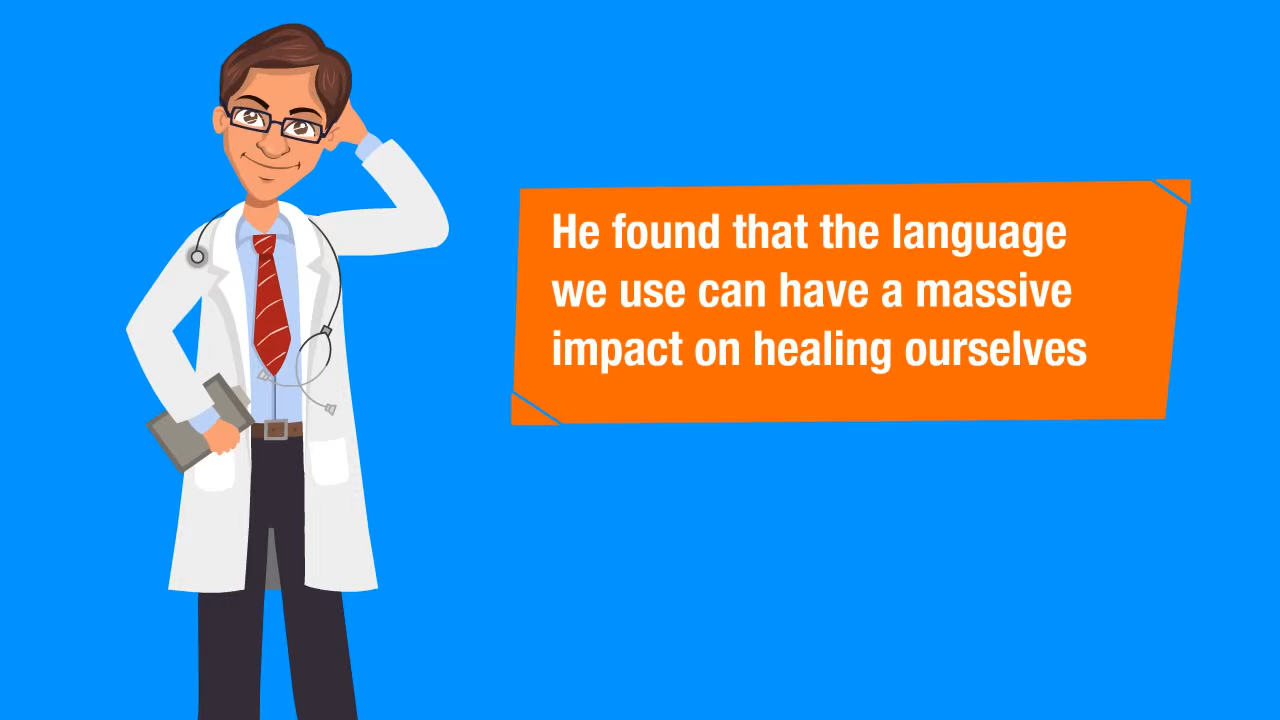 He found that the language
we use can have a massive
impact on healing ourselves